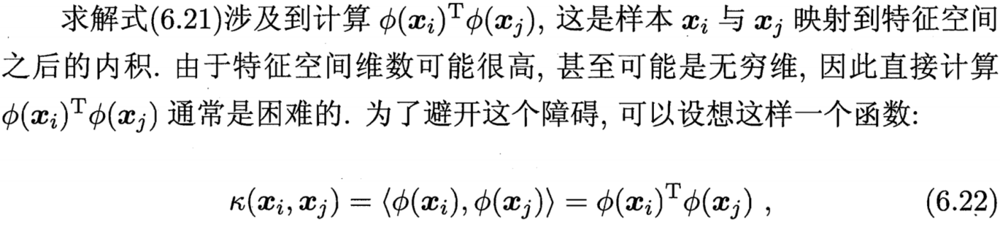 求解式(6.21)涉及到计算 $\phi(\boldsymbol{x}_i)^{\mathrm{T}}\phi(\boldsymbol{x}_j)$, 这是样本 $\boldsymbol{x}_i$ 与 $\boldsymbol{x}_j$ 映射到特征空间
之后的内积. 由于特征空间维数可能很高, 甚至可能是无穷维, 因此直接计算
$\phi(\boldsymbol{x}_i)^{\mathrm{T}}\phi(\boldsymbol{x}_j)$ 通常是困难的. 为了避开这个障碍, 可以设想这样一个函数:
$\kappa(\boldsymbol{x}_i, \boldsymbol{x}_j) = \langle\phi(\boldsymbol{x}_i), \phi(\boldsymbol{x}_j)\rangle = \phi(\boldsymbol{x}_i)^{\mathrm{T}}\phi(\boldsymbol{x}_j)$ , (6.22)